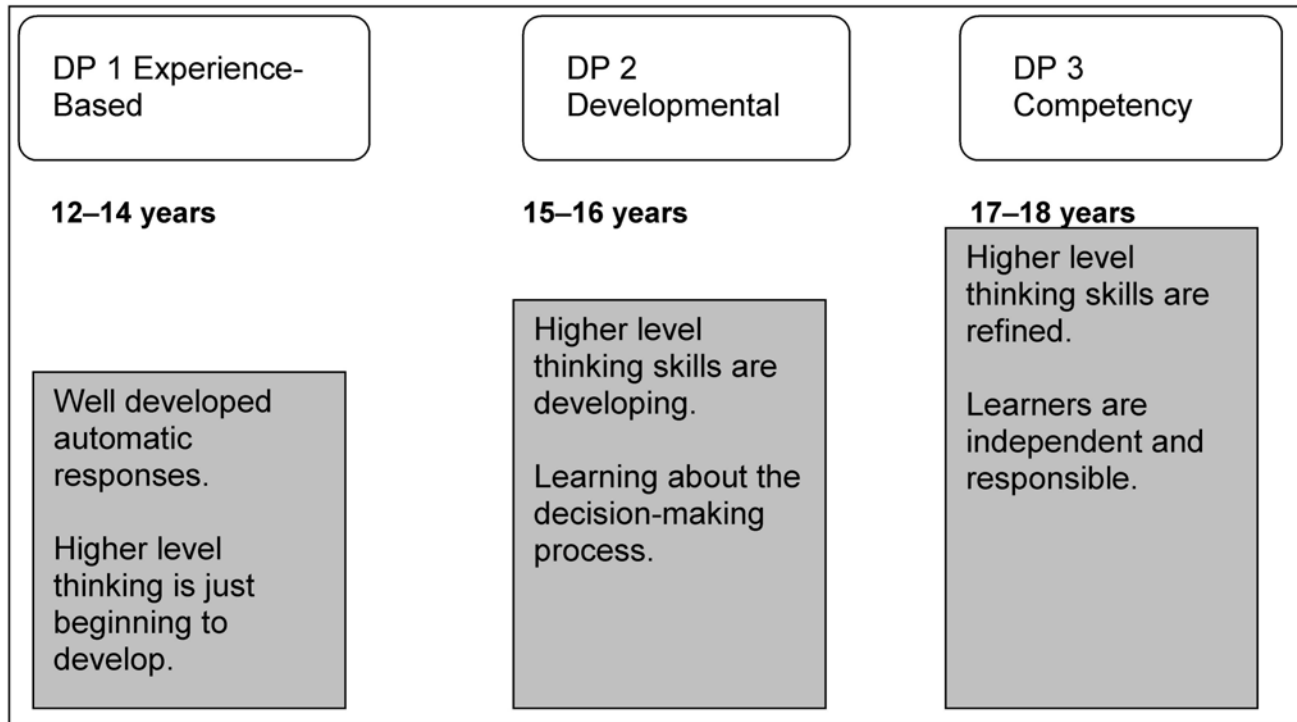 DP 1 Experience-
Based
DP 2
Developmental
DP 3
Competency
12–14 years
15–16 years
17–18 years
Well developed
automatic
responses.
Higher level
thinking is just
beginning to
develop.
Higher level
thinking skills are
developing.
Learning about the
decision-making
process.
Higher level
thinking skills are
refined.
Learners are
independent and
responsible.